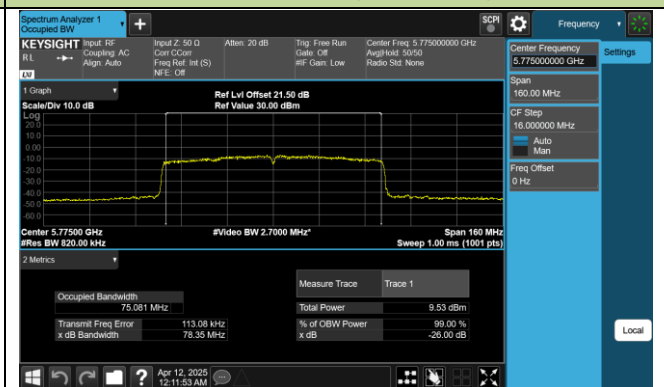 Spectrum Analyzer 1
Occupied BW
+
SCPI
Frequency
KEYSIGHT
RL
LXI
Input: RF
Coupling: AC
Align: Auto
Input Z: 50 Ω
Corr CCorr
Freq Ref: Int (S)
NFE: Off
Atten: 20 dB
Trig: Free Run
Gate: Off
#IF Gain: Low
Center Freq: 5.775000000 GHz
Avg|Hold: 50/50
Radio Std: None
Center Frequency
5.775000000 GHz
Settings
Span
160.00 MHz
CF Step
16.000000 MHz
Auto
Man
Freq Offset
0 Hz
1 Graph
Scale/Div 10.0 dB
Ref Lvl Offset 21.50 dB
Ref Value 30.00 dBm
Log
20.0
10.0
0.00
-10.0
-20.0
-30.0
-40.0
-50.0
-60.0
Center 5.77500 GHz
#Res BW 820.00 kHz
#Video BW 2.7000 MHz*
Span 160 MHz
Sweep 1.00 ms (1001 pts)
2 Metrics
Measure Trace Trace 1
Occupied Bandwidth
75.081 MHz
Total Power 9.53 dBm
Transmit Freq Error 113.08 kHz
% of OBW Power 99.00 %
x dB Bandwidth 78.35 MHz
x dB -26.00 dB
Local
?
Apr 12, 2025
12:11:53 AM